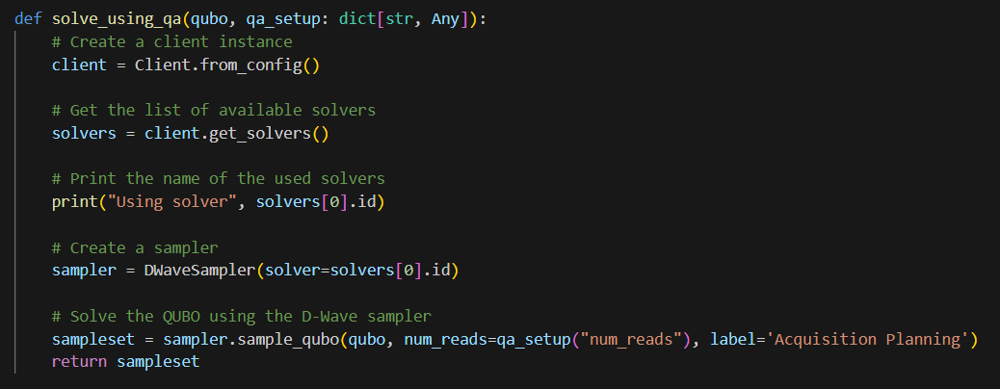 def solve_using_qa(qubo, qa_setup: dict[str, Any]):
# Create a client instance
client = Client.from_config()
# Get the list of available solvers
solvers = client.get_solvers()
# Print the name of the used solvers
print("Using solver", solvers[0].id)
# Create a sampler
sampler = DWaveSampler(solver=solvers[0].id)
# Solve the QUBO using the D-Wave sampler
sampleset = sampler.sample_qubo(qubo, num_reads=qa_setup("num_reads"), label='Acquisition Planning')
return sampleset